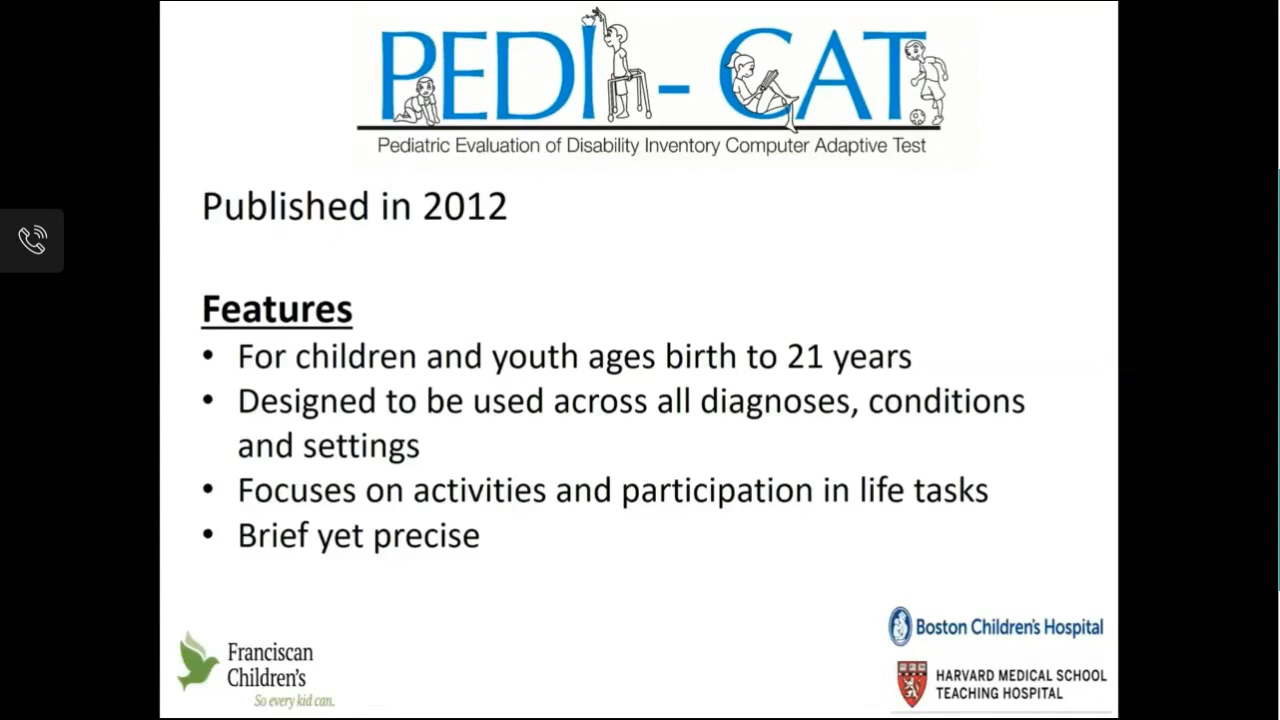 PEDI - CAT
Pediatric Evaluation of Disability Inventory Computer Adaptive Test
Published in 2012
Features
• For children and youth ages birth to 21 years
• Designed to be used across all diagnoses, conditions
and settings
• Focuses on activities and participation in life tasks
• Brief yet precise
Franciscan
Children's
So every kid can.
Boston Children's Hospital
HARVARD MEDICAL SCHOOL
TEACHING HOSPITAL